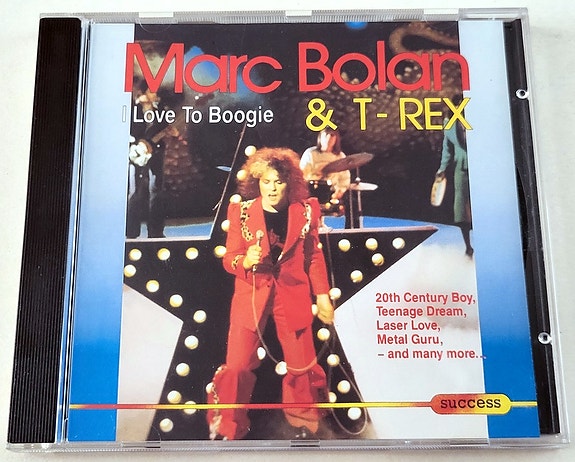 Marc Bolan
I Love To Boogie
& T-REX
20th Century Boy,
Teenage Dream,
Laser Love,
Metal Guru,
– and many more...
success